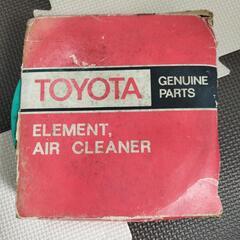 TOYOTA
GENUINE
PARTS
ELEMENT,
AIR CLEANER